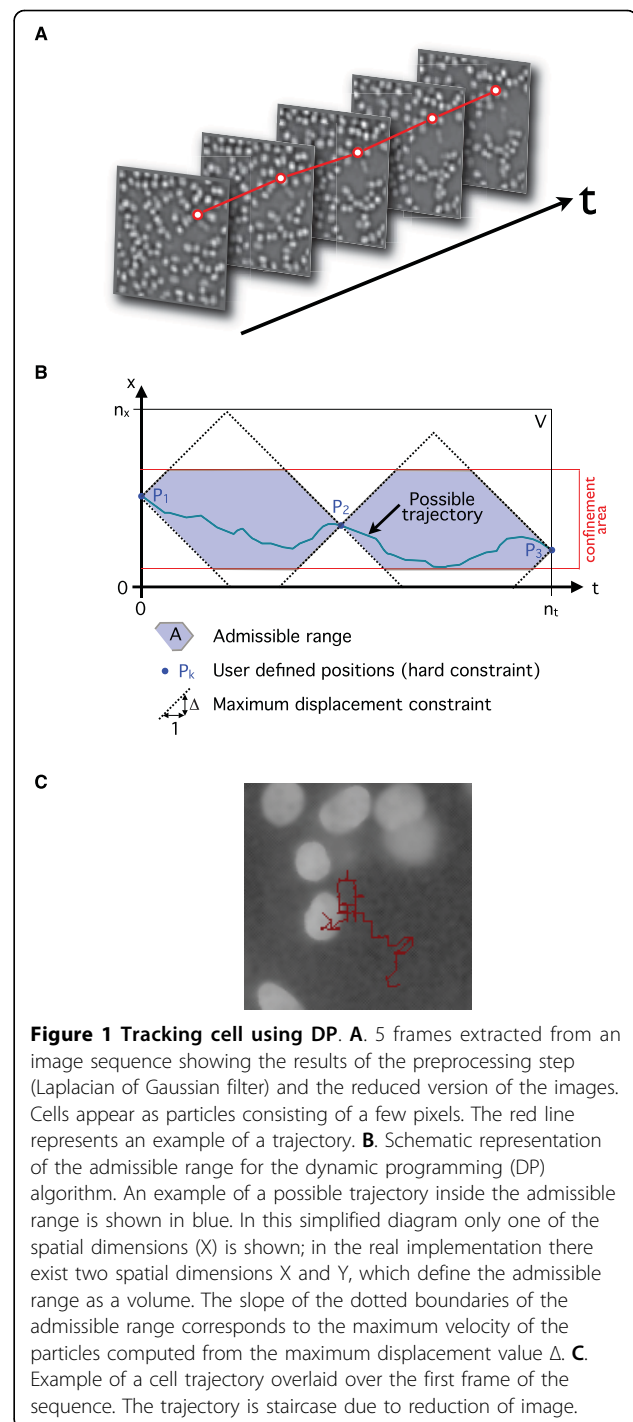 A
t
B
x
nx
V
P1
P2
Possible
trajectory
P3
confinement
area
0
t
0
nt
A Admissible range
Pk User defined positions (hard constraint)
Δ Maximum displacement constraint
1
C
Figure 1 Tracking cell using DP. A. 5 frames extracted from an
image sequence showing the results of the preprocessing step
(Laplacian of Gaussian filter) and the reduced version of the images.
Cells appear as particles consisting of a few pixels. The red line
represents an example of a trajectory. B. Schematic representation
of the admissible range for the dynamic programming (DP)
algorithm. An example of a possible trajectory inside the admissible
range is shown in blue. In this simplified diagram only one of the
spatial dimensions (X) is shown; in the real implementation there
exist two spatial dimensions X and Y, which define the admissible
range as a volume. The slope of the dotted boundaries of the
admissible range corresponds to the maximum velocity of the
particles computed from the maximum displacement value Δ. C.
Example of a cell trajectory overlaid over the first frame of the
sequence. The trajectory is staircase due to reduction of image.